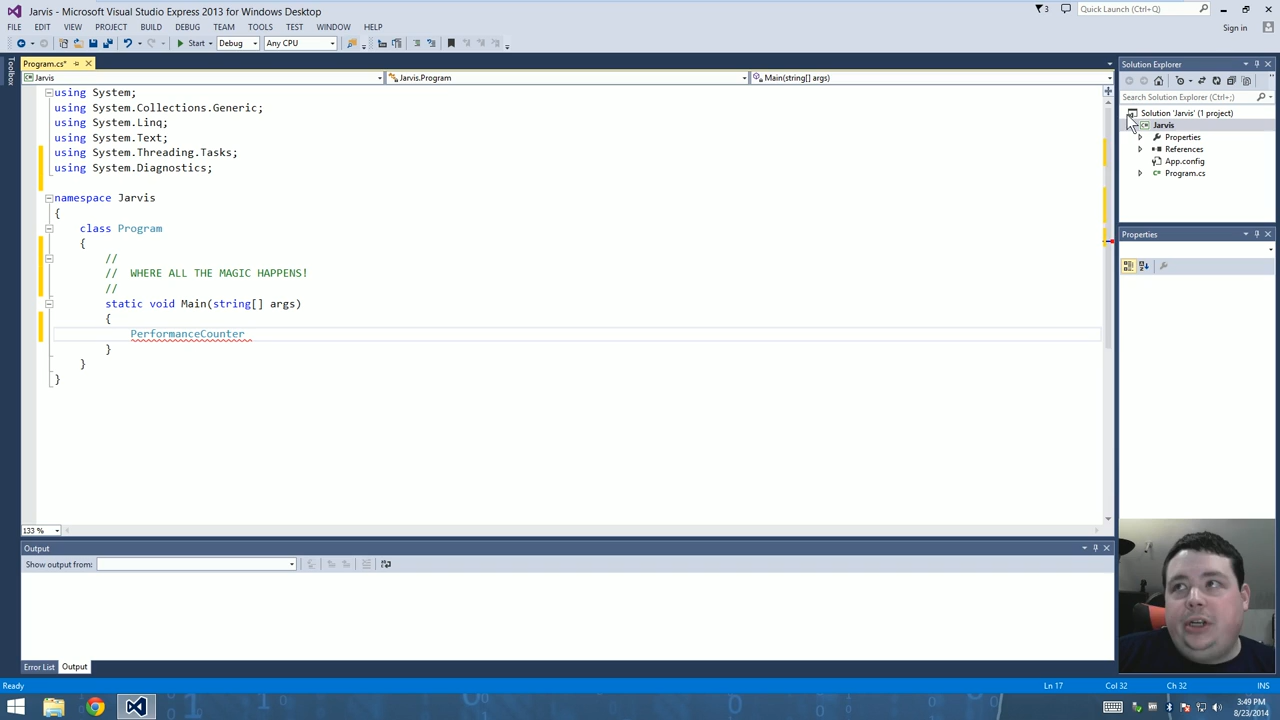 Jarvis - Microsoft Visual Studio Express 2013 for Windows Desktop
3
Quick Launch (Ctrl+Q)
FILE EDIT VIEW PROJECT BUILD DEBUG TEAM TOOLS TEST WINDOW HELP
Sign in
Start Debug Any CPU
Toolbox
Program.cs*
Jarvis Jarvis.Program Main(string[] args)
using System;
using System.Collections.Generic;
using System.Linq;
using System.Text;
using System.Threading.Tasks;
using System.Diagnostics;
namespace Jarvis
{
class Program
{
//
// WHERE ALL THE MAGIC HAPPENS!
//
static void Main(string[] args)
{
PerformanceCounter
}
}
}
133 %
Output
Show output from:
Error List Output
Solution Explorer
Search Solution Explorer (Ctrl+;)
Solution 'Jarvis' (1 project)
Jarvis
Properties
References
App.config
Program.cs
Properties
Ready
Ln 17 Col 32 Ch 32 INS
3:49 PM
8/23/2014